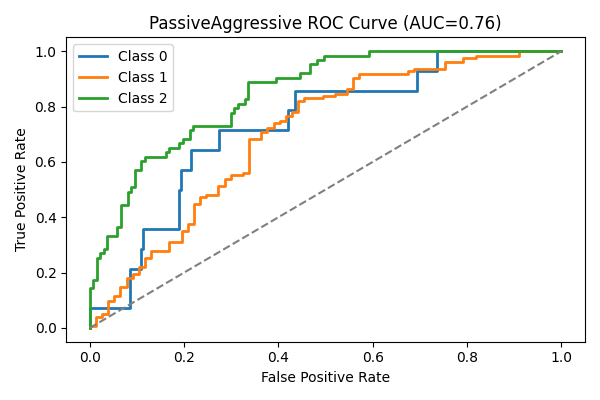 PassiveAggressive ROC Curve (AUC=0.76)
Class 0
Class 1
Class 2
True Positive Rate
1.0
0.8
0.6
0.4
0.2
0.0
0.0 0.2 0.4 0.6 0.8 1.0
False Positive Rate